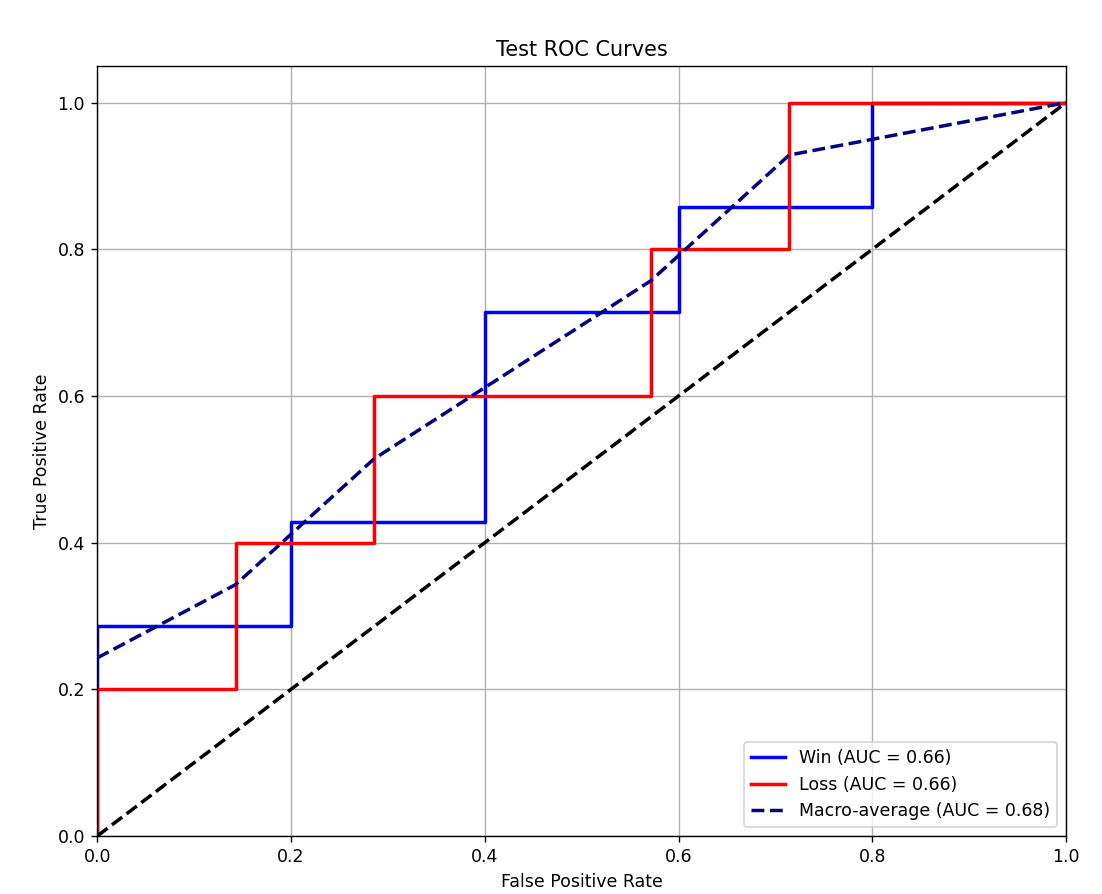 Test ROC Curves
True Positive Rate
1.0
0.8
0.6
0.4
0.2
0.0
0.0 0.2 0.4 0.6 0.8 1.0
False Positive Rate
Win (AUC = 0.66)
Loss (AUC = 0.66)
Macro-average (AUC = 0.68)